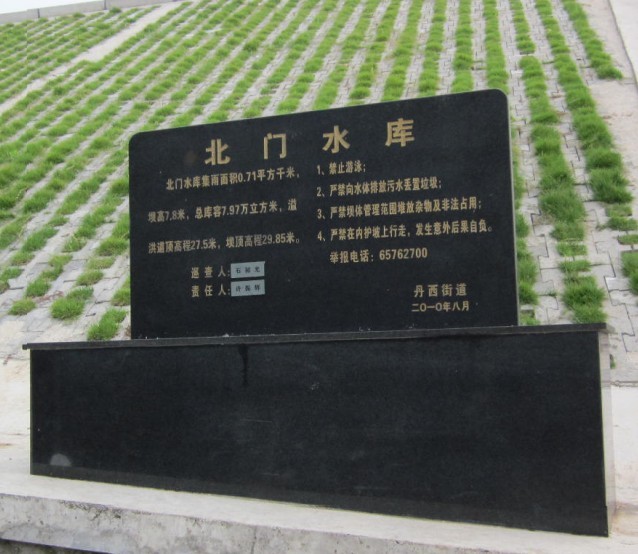 北门水库
北门水库集雨面积0.71平方千米，
坝高7.8米，总库容7.97万立方米，溢
洪道顶高程27.5米，坝顶高程29.85米。
巡查人：
责任人：
1、禁止游泳；
2、严禁向水体排放污水丢置垃圾；
3、严禁坝体管理范围堆放杂物及非法占用；
4、严禁在内护坡上行走，发生意外后果自负。
举报电话：65762700
丹西街道
二○一○年八月